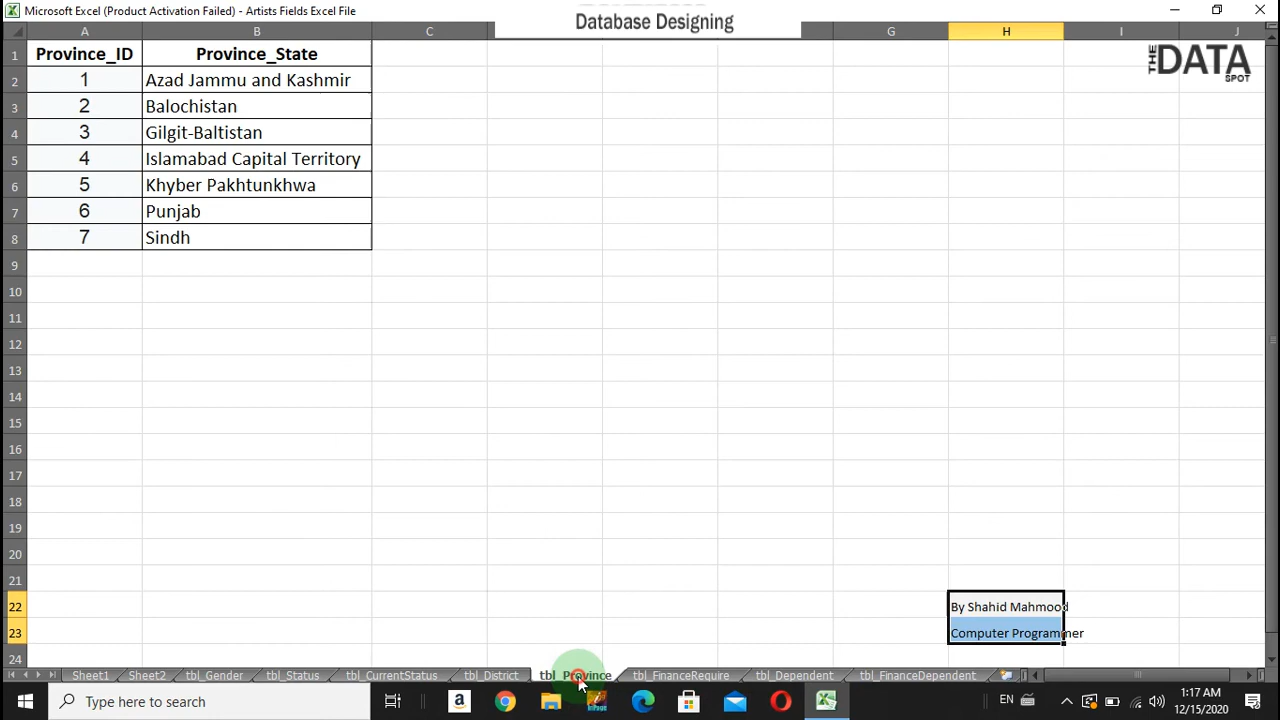 Microsoft Excel (Product Activation Failed) - Artists Fields Excel File
Database Designing
THE DATA SPOT
A B C G H I J
1 Province_ID Province_State
2 1 Azad Jammu and Kashmir
3 2 Balochistan
4 3 Gilgit-Baltistan
5 4 Islamabad Capital Territory
6 5 Khyber Pakhtunkhwa
7 6 Punjab
8 7 Sindh
9
10
11
12
13
14
15
16
17
18
19
20
21
22 By Shahid Mahmood
23 Computer Programmer
24
Sheet1 Sheet2 tbl_Gender tbl_Status tbl_CurrentStatus tbl_District tbl_Province tbl_FinanceRequire tbl_Dependent tbl_FinanceDependent
Type here to search EN 1:17 AM
12/15/2020